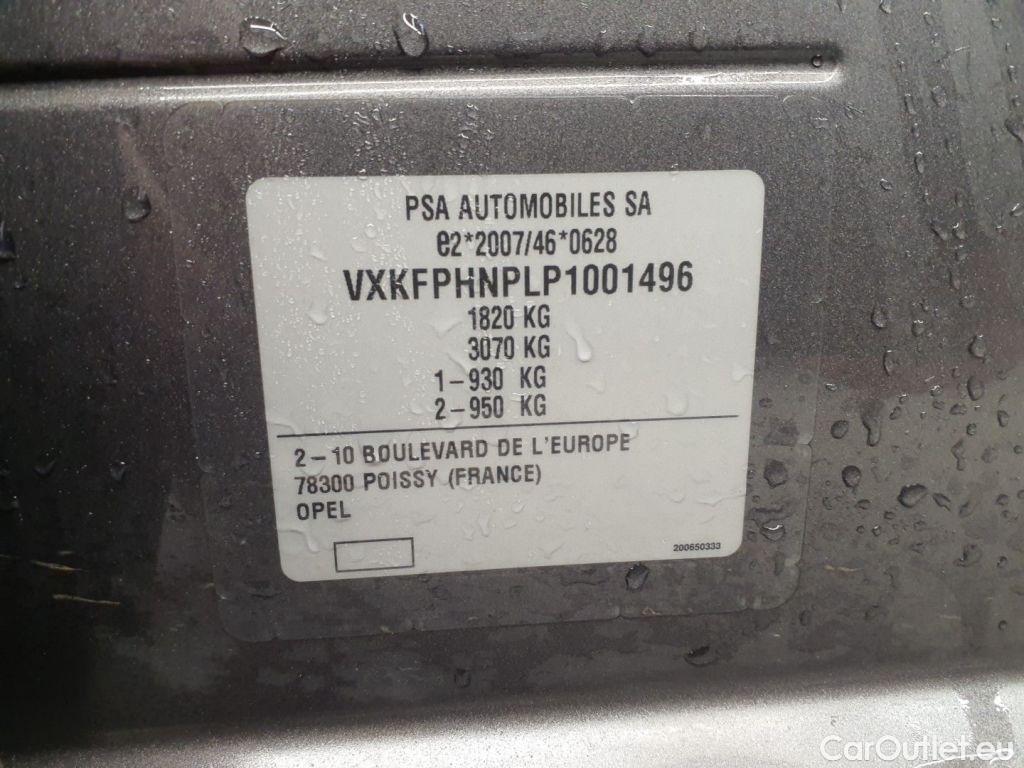 PSA AUTOMOBILES SA
e2*2007/46*0628
VXKFPHNPLP1001496
1820 KG
3070 KG
1-930 KG
2-950 KG
2-10 BOULEVARD DE L'EUROPE
78300 POISSY (FRANCE)
OPEL
200650333
CarOutlet.eu